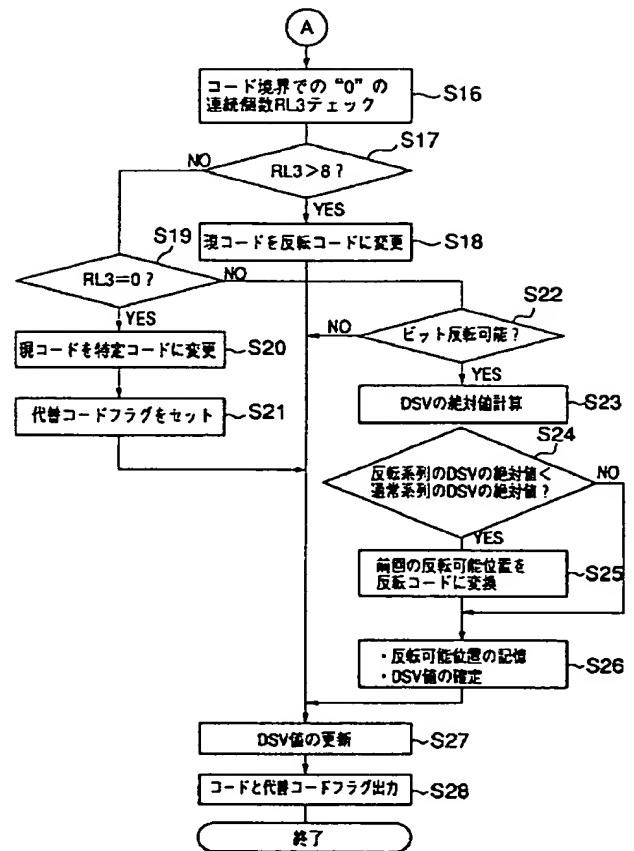 A
コード境界での“0”の
連続個数RL3チェック
S16
S17
RL3>8?
NO
YES
現コードを反転コードに変更
S18
S19
RL3=0?
NO
YES
現コードを特定コードに変更
S20
代替コードフラグをセット
S21
S22
ビット反転可能?
NO
YES
DSVの絶対値計算
S23
S24
反転系列のDSVの絶対値<
通常系列のDSVの絶対値?
NO
YES
前回の反転可能位置を
反転コードに変換
S25
・反転可能位置の記憶
・DSV値の確定
S26
DSV値の更新
S27
コードと代替コードフラグ出力
S28
終了